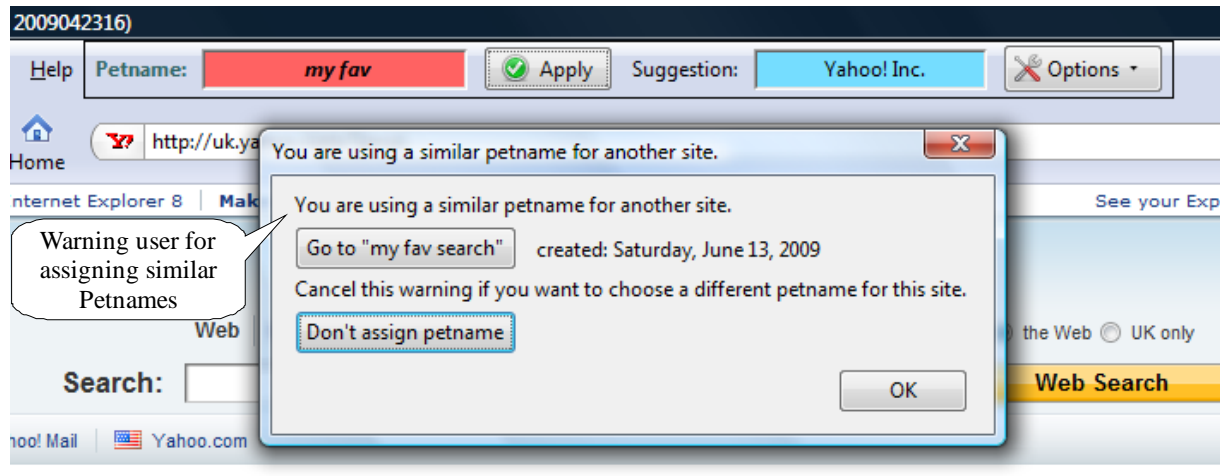 2009042316)
Help Petname: my fav Apply Suggestion: Yahoo! Inc. Options
Home
http://uk.ya
You are using a similar petname for another site.
nternet Explorer 8 Mak
See your Exp
You are using a similar petname for another site.
Go to "my fav search" created: Saturday, June 13, 2009
Cancel this warning if you want to choose a different petname for this site.
Don't assign petname
OK
Warning user for
assigning similar
Petnames
Web
the Web UK only
Search:
Web Search
hoo! Mail Yahoo.com